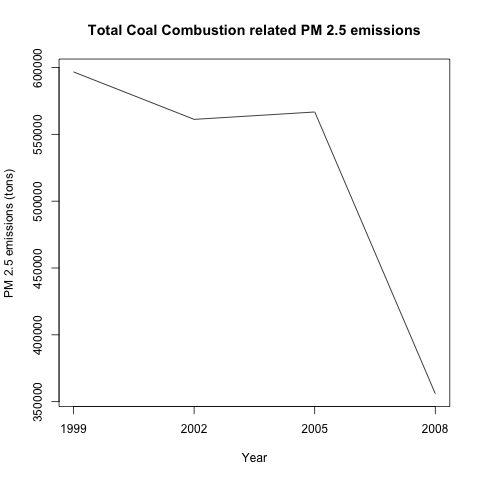 Total Coal Combustion related PM 2.5 emissions
PM 2.5 emissions (tons)
600000
550000
500000
450000
400000
350000
1999 2002 2005 2008
Year